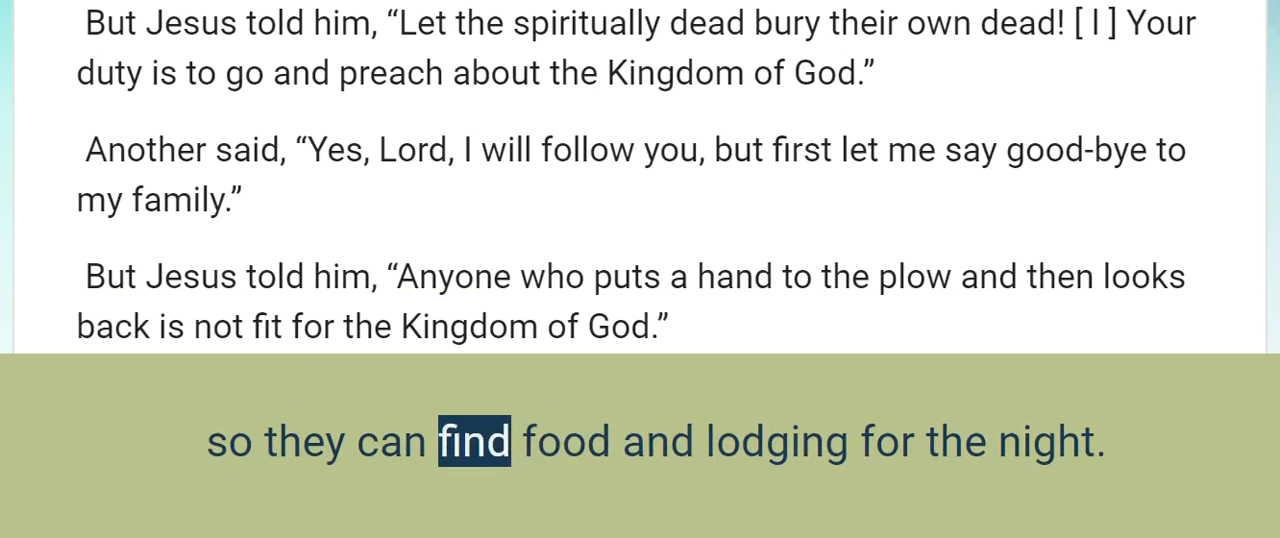 But Jesus told him, “Let the spiritually dead bury their own dead! [ l ] Your
duty is to go and preach about the Kingdom of God.”
Another said, “Yes, Lord, I will follow you, but first let me say good-bye to
my family.”
But Jesus told him, “Anyone who puts a hand to the plow and then looks
back is not fit for the Kingdom of God.”
so they can find food and lodging for the night.